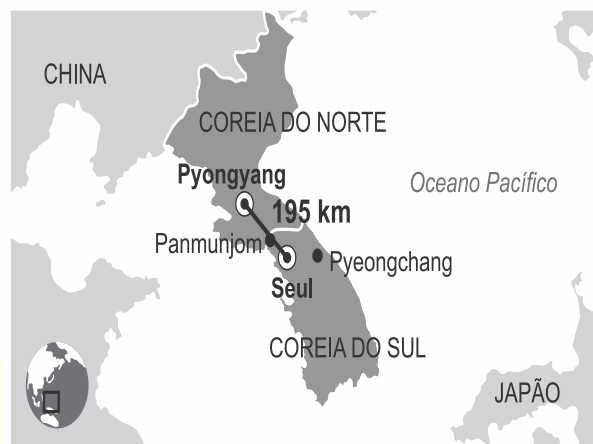 CHINA
COREIA DO NORTE
Pyongyang
Oceano Pacífico
195 km
Panmunjom
Pyeongchang
Seul
COREIA DO SUL
JAPÃO